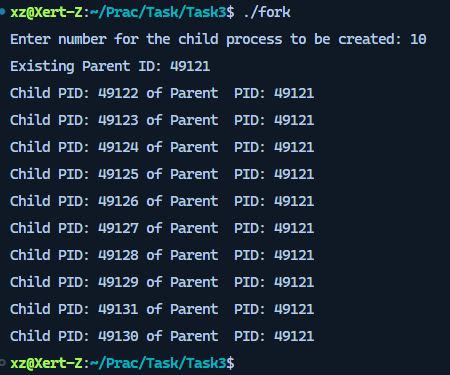 xz@Xert-Z:~/Prac/Task/Task3$ ./fork
Enter number for the child process to be created: 10
Existing Parent ID: 49121
Child PID: 49122 of Parent  PID: 49121
Child PID: 49123 of Parent  PID: 49121
Child PID: 49124 of Parent  PID: 49121
Child PID: 49125 of Parent  PID: 49121
Child PID: 49126 of Parent  PID: 49121
Child PID: 49127 of Parent  PID: 49121
Child PID: 49128 of Parent  PID: 49121
Child PID: 49129 of Parent  PID: 49121
Child PID: 49131 of Parent  PID: 49121
Child PID: 49130 of Parent  PID: 49121
xz@Xert-Z:~/Prac/Task/Task3$